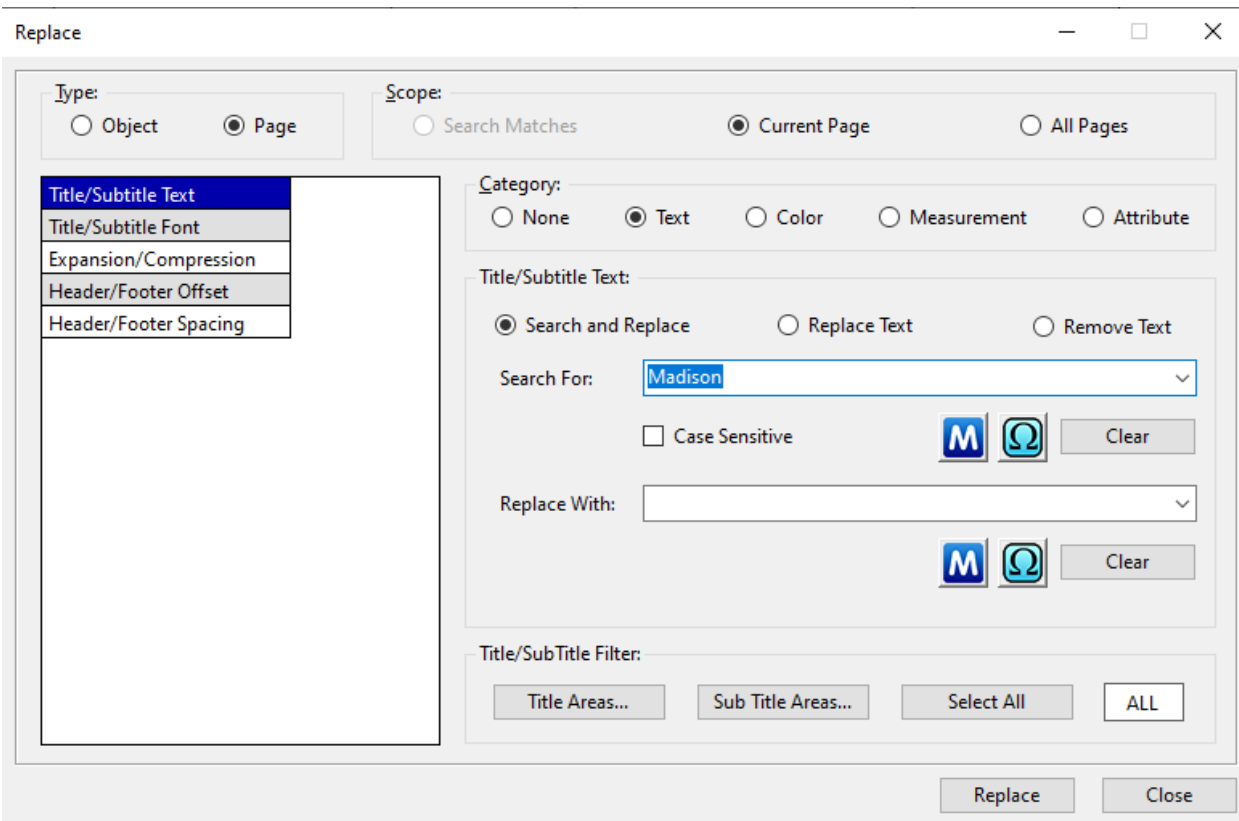 Replace
Type:
Object
Page
Scope:
Search Matches
Current Page
All Pages
Title/Subtitle Text
Title/Subtitle Font
Expansion/Compression
Header/Footer Offset
Header/Footer Spacing
Category:
None
Text
Color
Measurement
Attribute
Title/Subtitle Text:
Search and Replace
Replace Text
Remove Text
Search For:
Madison
Case Sensitive
M
Ω
Clear
Replace With:
M
Ω
Clear
Title/SubTitle Filter:
Title Areas...
Sub Title Areas...
Select All
ALL
Replace
Close